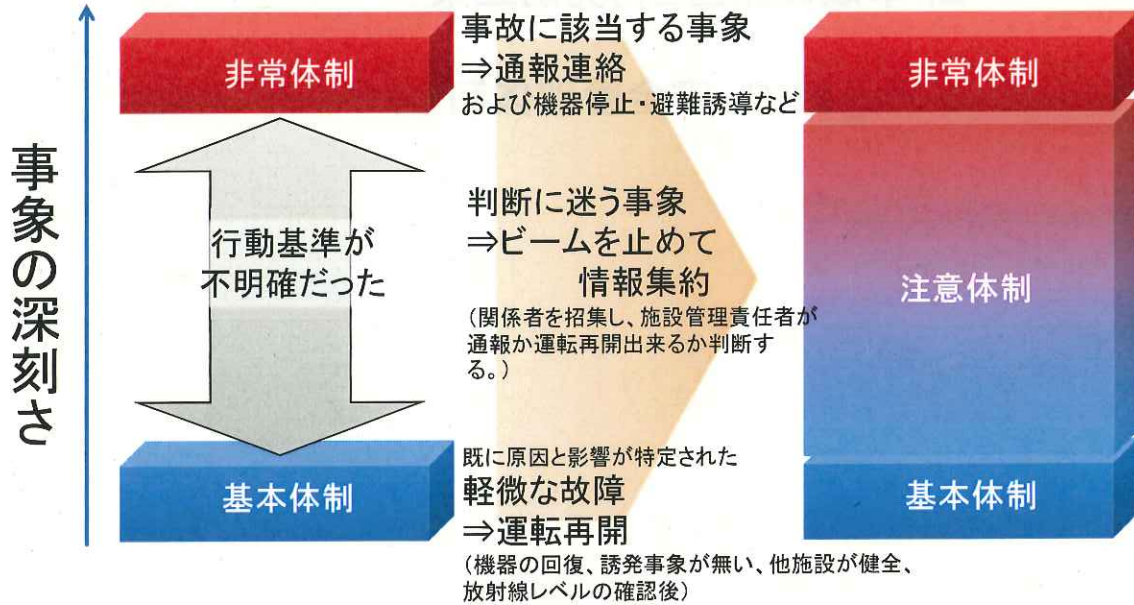 事象の深刻さ
非常体制
行動基準が
不明確だった
基本体制
事故に該当する事象
⇒通報連絡
および機器停止・避難誘導など
判断に迷う事象
⇒ビームを止めて
情報集約
（関係者を招集し、施設管理責任者が
通報か運転再開出来るか判断す
る。）
既に原因と影響が特定された
軽微な故障
⇒運転再開
（機器の回復、誘発事象が無い、他施設が健全、
放射線レベルの確認後）
非常体制
注意体制
基本体制